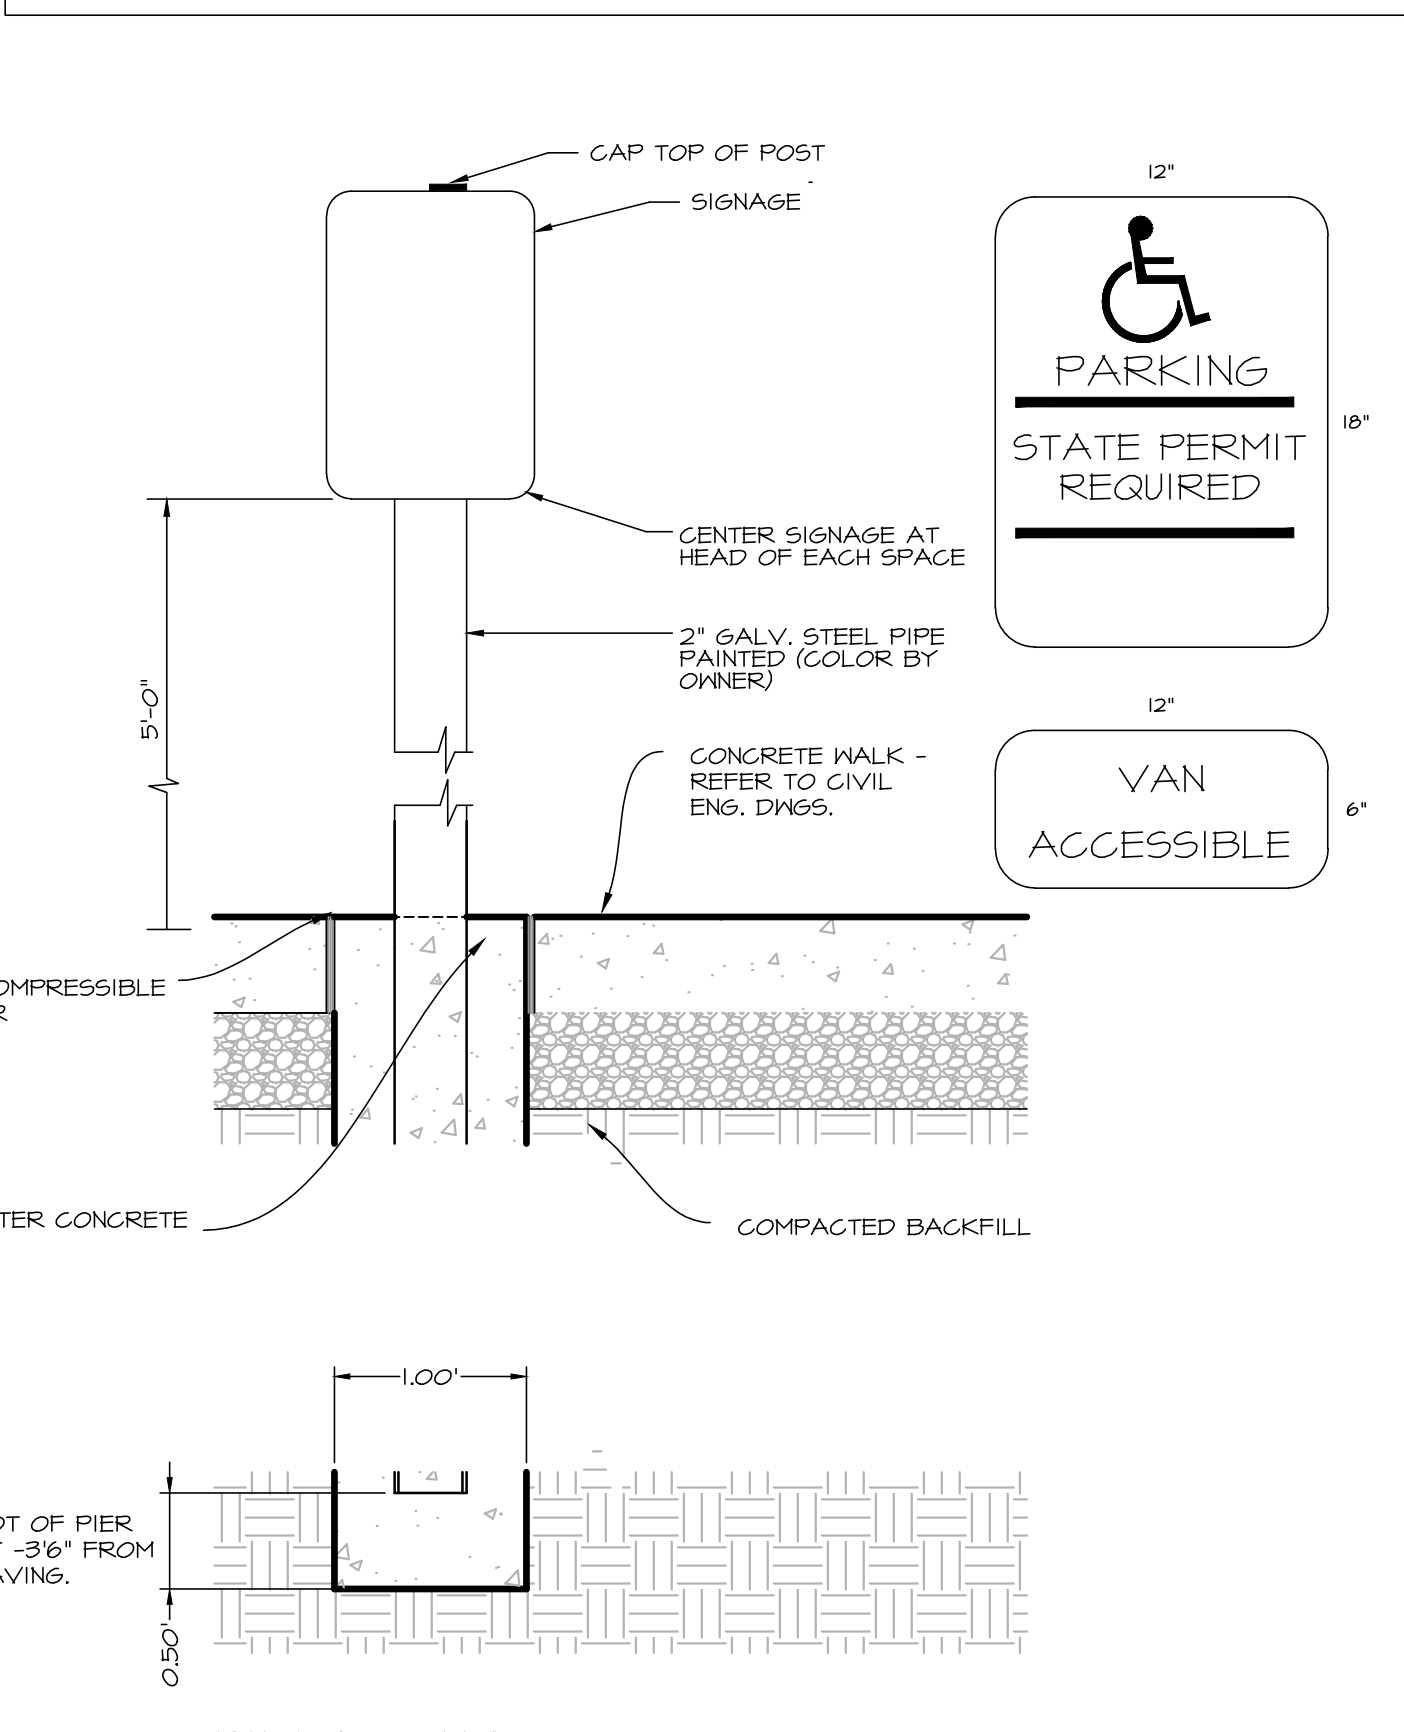 CAP TOP OF POST
SIGNAGE
12"
PARKING
STATE PERMIT
REQUIRED
18"
CENTER SIGNAGE AT
HEAD OF EACH SPACE
2" GALV. STEEL PIPE
PAINTED (COLOR BY
OWNER)
5'-0"
12"
VAN
ACCESSIBLE
6"
CONCRETE WALK -
REFER TO CIVIL
ENG. DWGS.
OMPRESSIBLE
R
TER CONCRETE
COMPACTED BACKFILL
1.00'
OT OF PIER
-3'6" FROM
AVING.
0.50'